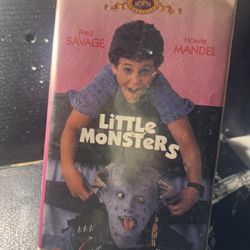 Fred Howie
SAVAGE MANDEL
LiTTLE
MONSTERS